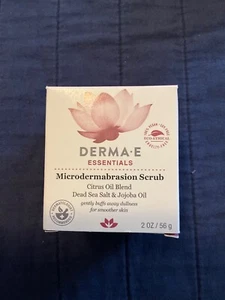 DERMA·E
ESSENTIALS
Microdermabrasion Scrub
Citrus Oil Blend
Dead Sea Salt & Jojoba Oil
gently buffs away dullness
for smoother skin
2 OZ / 56 g